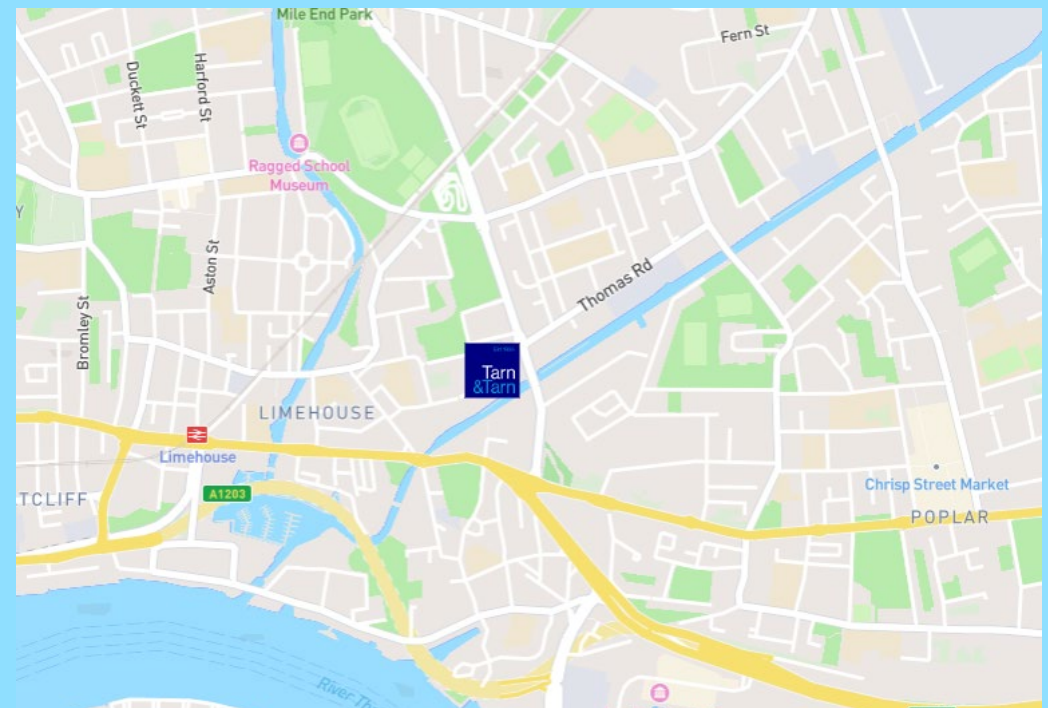 Mile End Park
Fern St
Duckett St
Harford St
Ragged School
Museum
Y
Aston St
Thomas Rd
Bromley St
Tarn
&Tarn
LIMEHOUSE
Limehouse
A1203
TCLIFF
Chrisp Street Market
POPLAR
River Th